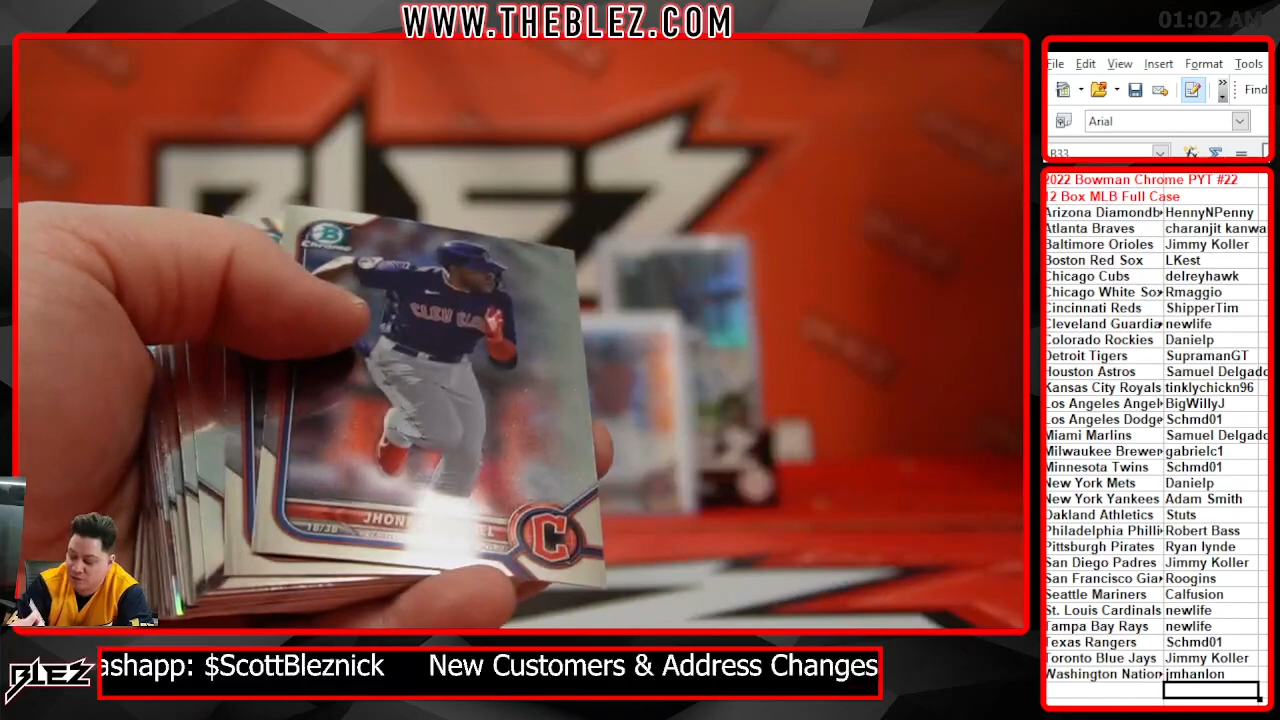 WWW.THEBLEZ.COM
01:02 AM
File Edit View Insert Format Tools
Find
Arial
B33
2022 Bowman Chrome PYT #22
12 Box MLB Full Case
Arizona Diamondb HennyNPenny
Atlanta Braves charanjit kanwa
Baltimore Orioles Jimmy Koller
Boston Red Sox LKest
Chicago Cubs delreyhawk
Chicago White Sox Rmaggio
Cincinnati Reds ShipperTim
Cleveland Guardia newlife
Colorado Rockies Danielp
Detroit Tigers SupramanGT
Houston Astros Samuel Delgado
Kansas City Royals tinklychickn96
Los Angeles Angel BigWillyJ
Los Angeles Dodge Schmd01
Miami Marlins Samuel Delgado
Milwaukee Brewer gabrielc1
Minnesota Twins Schmd01
New York Mets Danielp
New York Yankees Adam Smith
Oakland Athletics Stuts
Philadelphia Philli Robert Bass
Pittsburgh Pirates Ryan lynde
San Diego Padres Jimmy Koller
San Francisco Gia Roogins
Seattle Mariners Calfusion
St. Louis Cardinals newlife
Tampa Bay Rays newlife
Texas Rangers Schmd01
Toronto Blue Jays Jimmy Koller
Washington Nation jmhanlon
BLEZ
B
Chrome
CLEVELAND
C
BLEZ
ashapp: $ScottBleznick New Customers & Address Changes